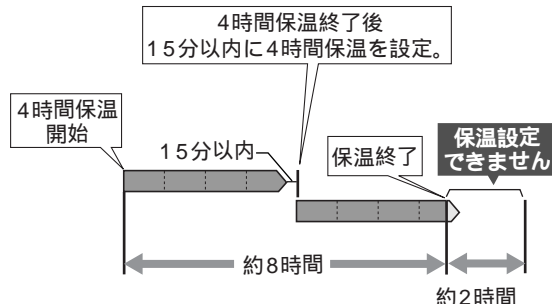 4時間保温終了後
15分以内に4時間保温を設定。
4時間保温
開始
15分以内
保温終了
保温設定
できません
約8時間
約2時間